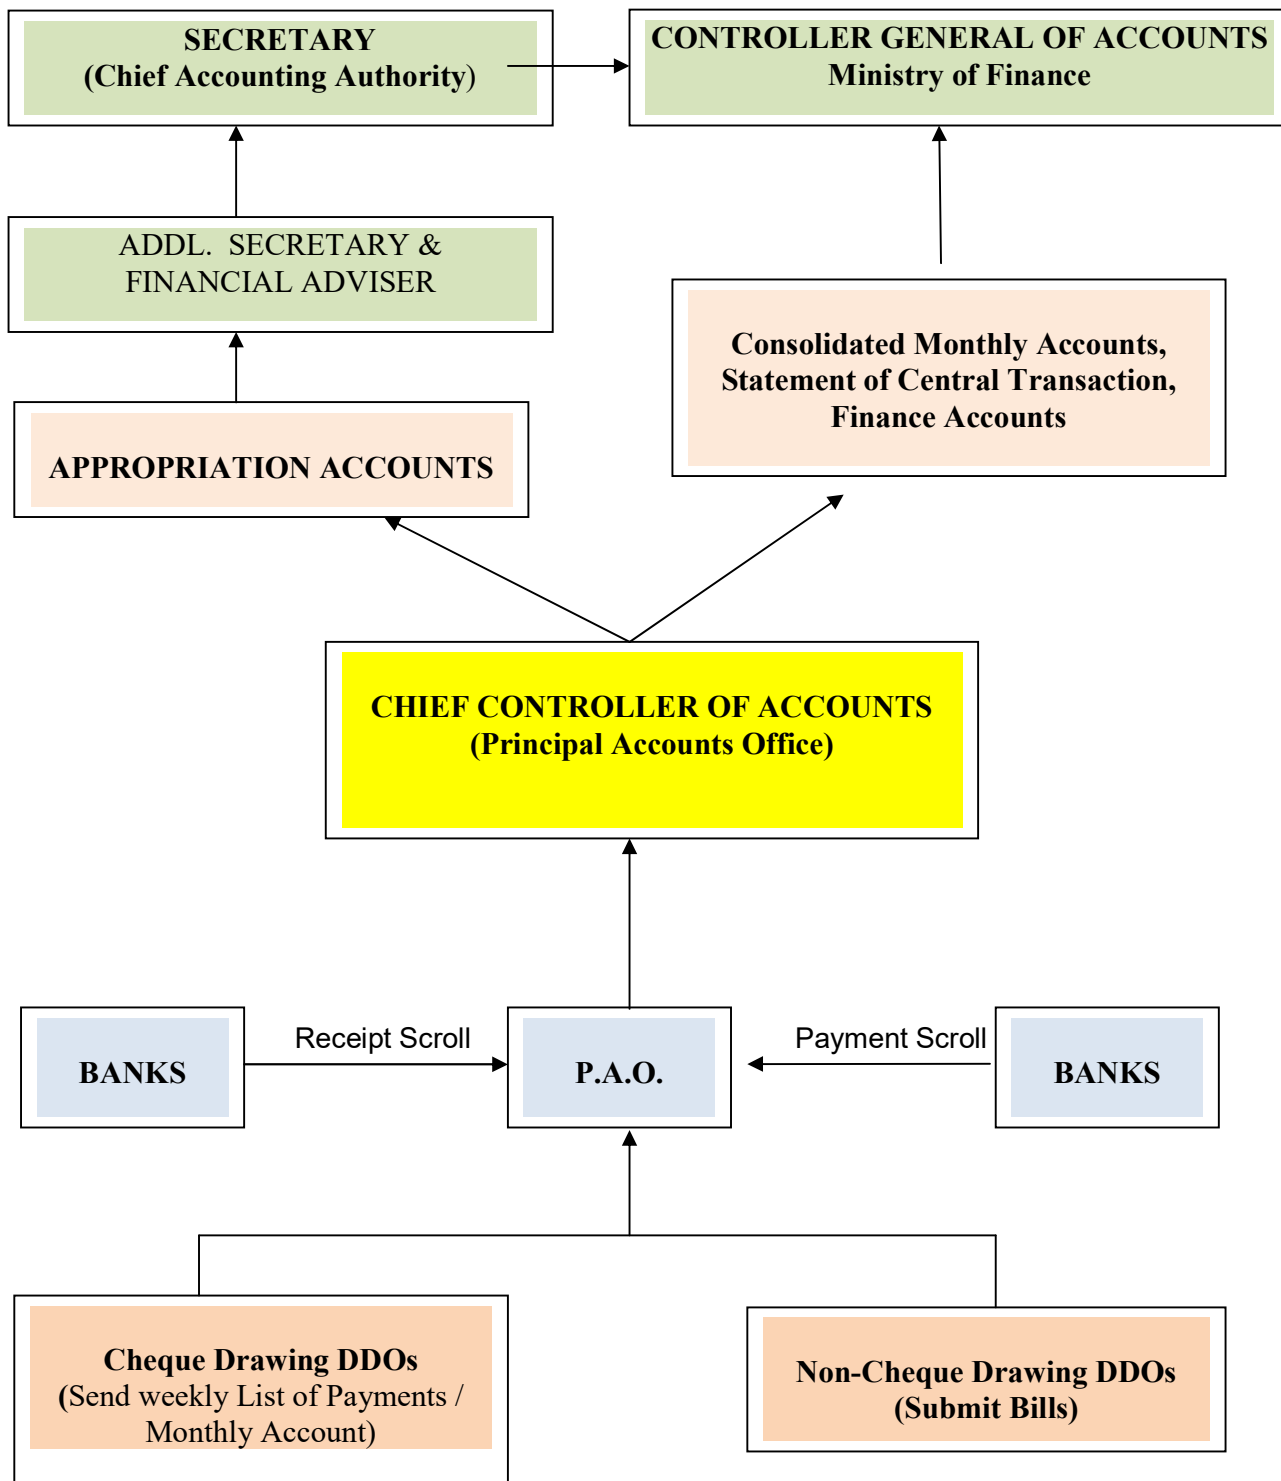 SECRETARY
(Chief Accounting Authority)
CONTROLLER GENERAL OF ACCOUNTS
Ministry of Finance
ADDL. SECRETARY &
FINANCIAL ADVISER
Consolidated Monthly Accounts,
Statement of Central Transaction,
Finance Accounts
APPROPRIATION ACCOUNTS
CHIEF CONTROLLER OF ACCOUNTS
(Principal Accounts Office)
BANKS
Receipt Scroll
P.A.O.
Payment Scroll
BANKS
Cheque Drawing DDOs
(Send weekly List of Payments /
Monthly Account)
Non-Cheque Drawing DDOs
(Submit Bills)